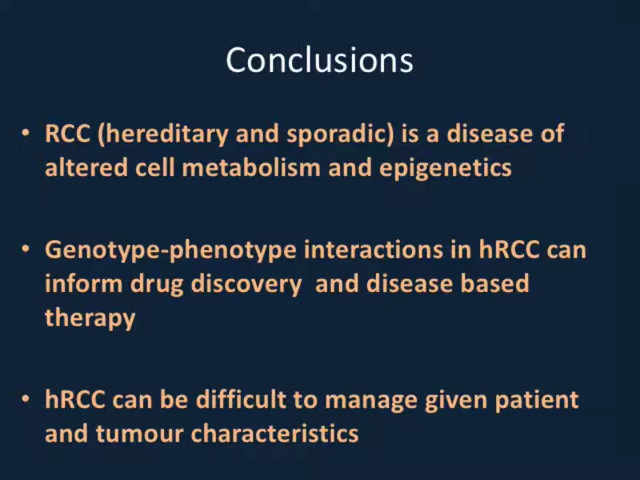 Conclusions
• RCC (hereditary and sporadic) is a disease of
altered cell metabolism and epigenetics
• Genotype-phenotype interactions in hRCC can
inform drug discovery  and disease based
therapy
• hRCC can be difficult to manage given patient
and tumour characteristics